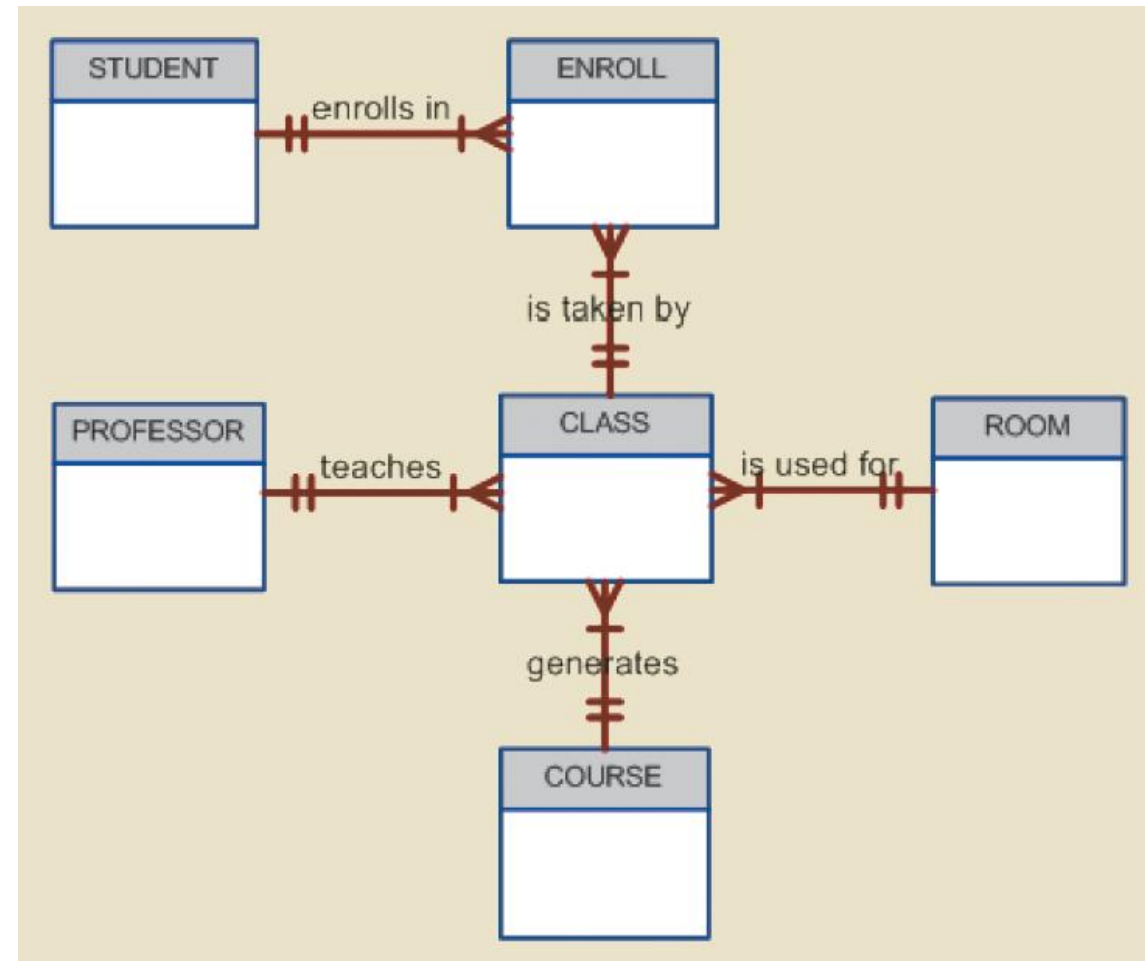 STUDENT
ENROLL
enrolls in
is taken by
PROFESSOR
CLASS
ROOM
teaches
is used for
generates
COURSE